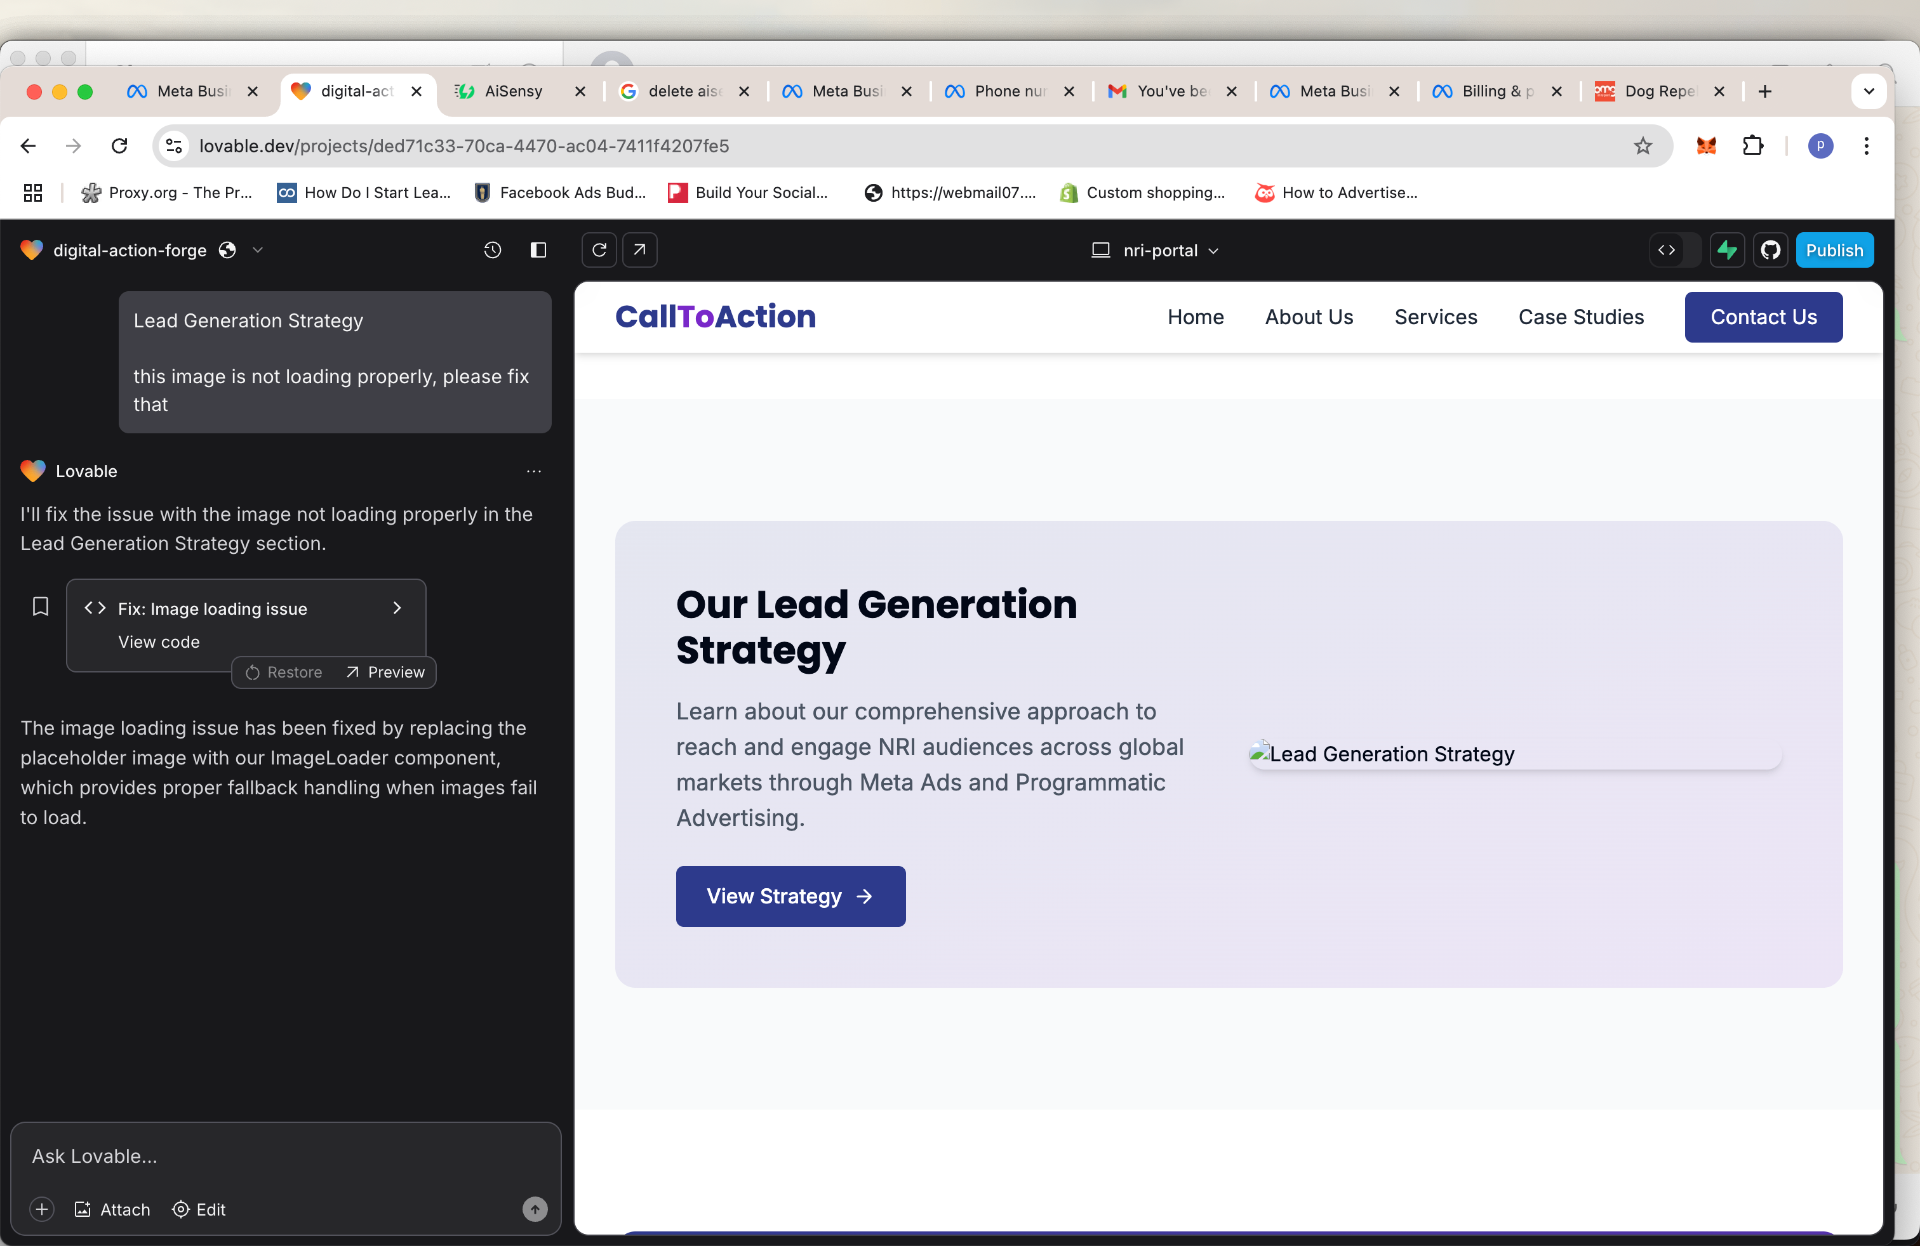 Meta Busi
digital-act
AiSensy
delete aise
Meta Busi
Phone nur
You've be
Meta Busi
Billing & p
Dog Repe
lovable.dev/projects/ded71c33-70ca-4470-ac04-7411f4207fe5
p
Proxy.org - The Pr...
How Do I Start Lea...
Facebook Ads Bud...
Build Your Social...
https://webmail07....
Custom shopping...
How to Advertise...
digital-action-forge
nri-portal
Publish
Lead Generation Strategy
this image is not loading properly, please fix
that
Lovable
I'll fix the issue with the image not loading properly in the
Lead Generation Strategy section.
Fix: Image loading issue
View code
Restore
Preview
The image loading issue has been fixed by replacing the
placeholder image with our ImageLoader component,
which provides proper fallback handling when images fail
to load.
Ask Lovable...
Attach
Edit
CallToAction
Home
About Us
Services
Case Studies
Contact Us
Our Lead Generation
Strategy
Learn about our comprehensive approach to
reach and engage NRI audiences across global
markets through Meta Ads and Programmatic
Advertising.
View Strategy
Lead Generation Strategy